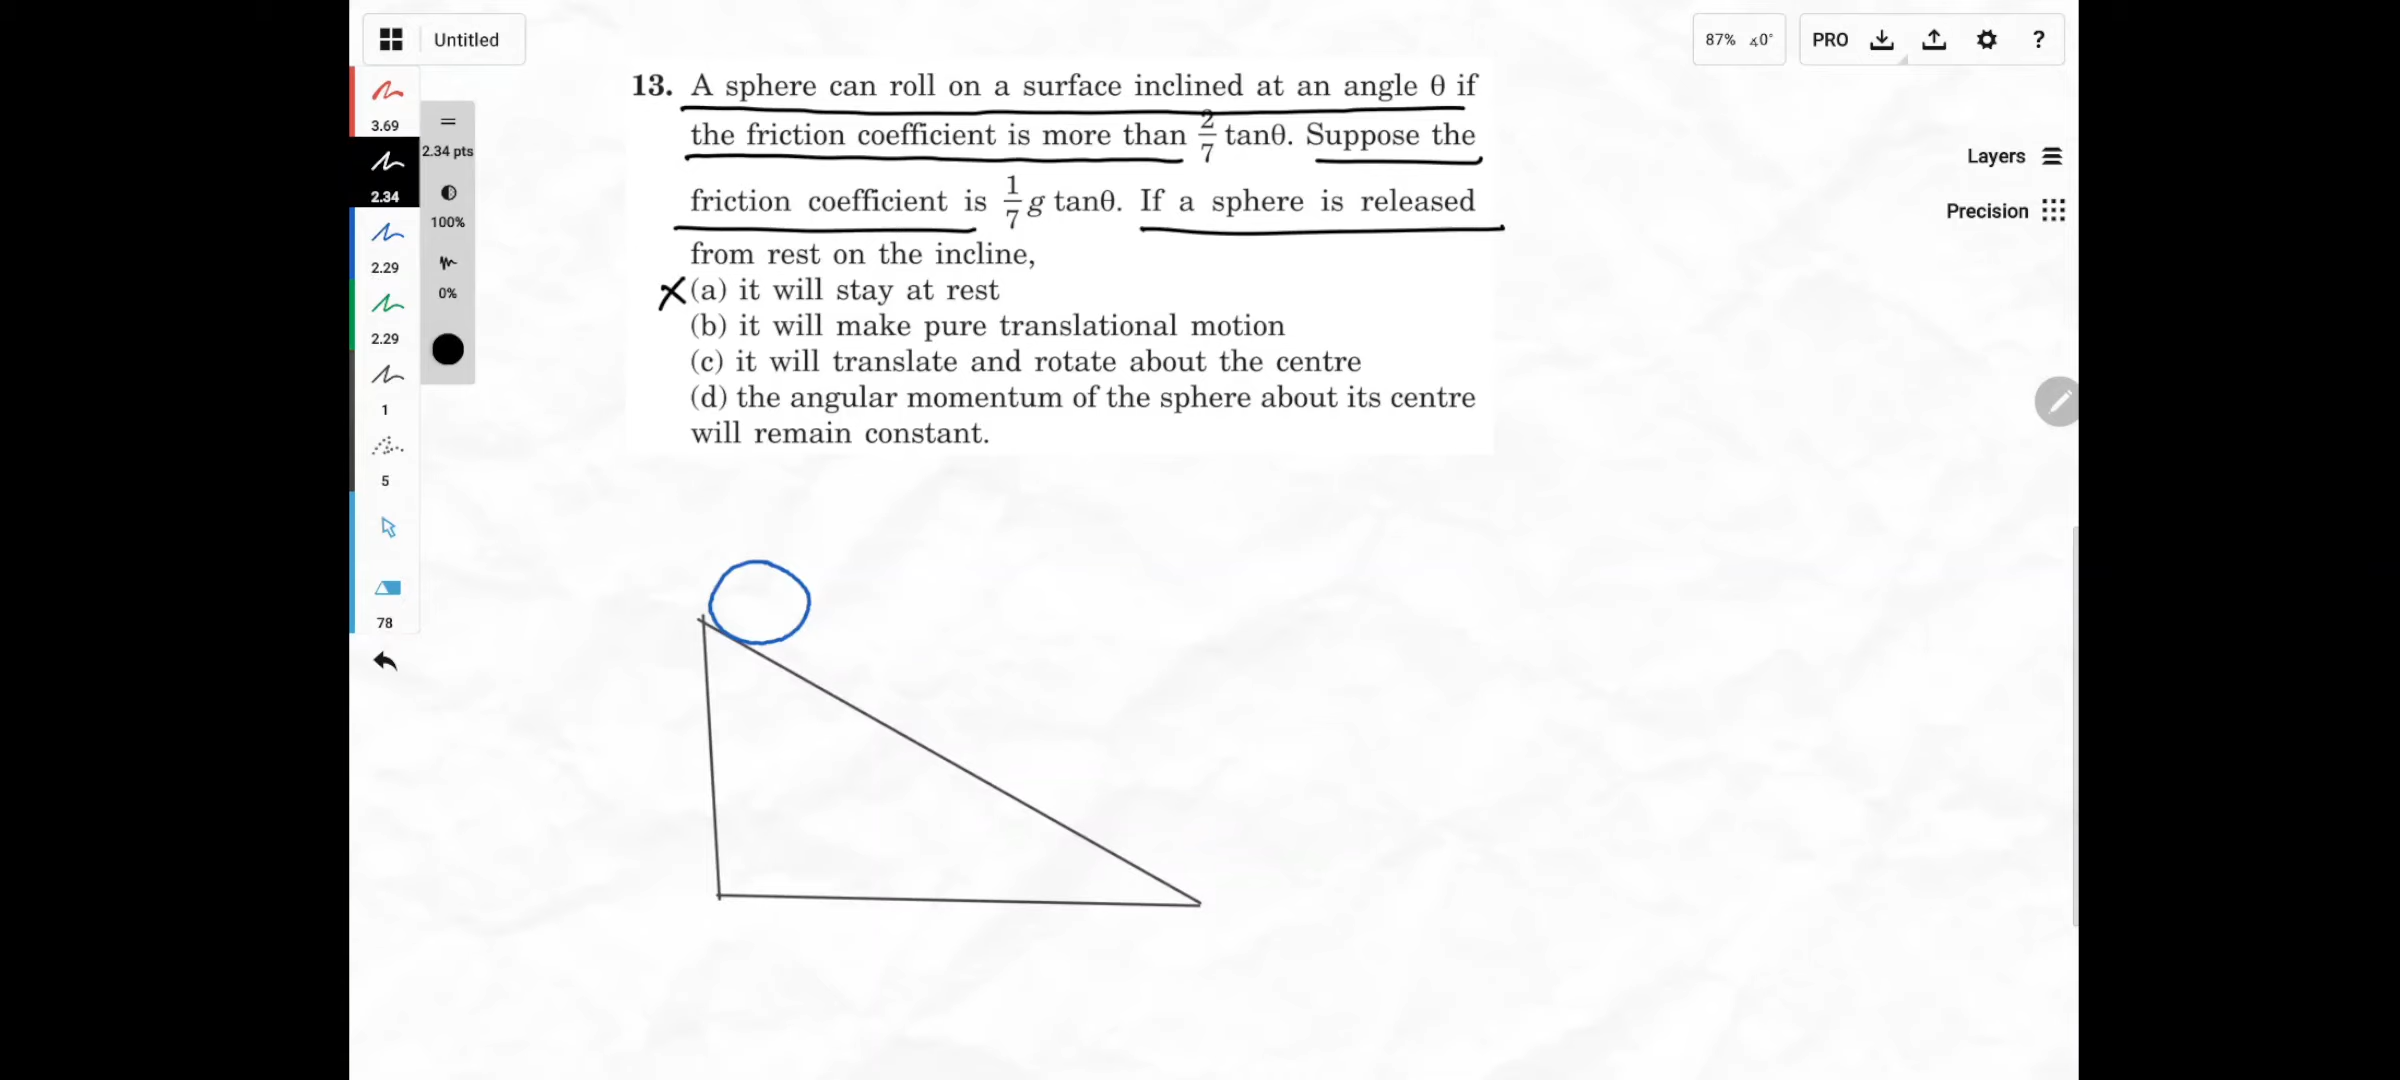 Untitled
87% ∡0°
PRO
?
3.69
2.34
2.29
2.29
1
5
78
2.34 pts
100%
0%
Layers
Precision
13. A sphere can roll on a surface inclined at an angle θ if
the friction coefficient is more than 2/7 tanθ. Suppose the
friction coefficient is 1/7 g tanθ. If a sphere is released
from rest on the incline,
(a) it will stay at rest
(b) it will make pure translational motion
(c) it will translate and rotate about the centre
(d) the angular momentum of the sphere about its centre
will remain constant.